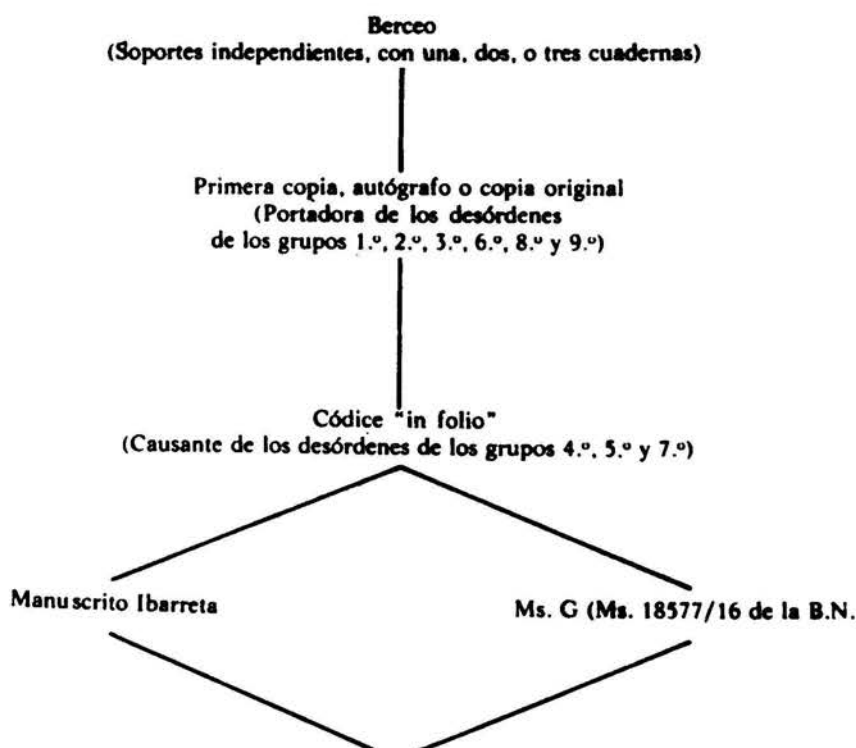 Berceo
(Soportes independientes, con una, dos, o tres cuadernas)
Primera copia, autógrafo o copia original
(Portadora de los desórdenes
de los grupos 1.º, 2.º, 3.º, 6.º, 8.º y 9.º)
Códice "in folio"
(Causante de los desórdenes de los grupos 4.º, 5.º y 7.º)
Manuscrito Ibarreta
Ms. G (Ms. 18577/16 de la B.N.